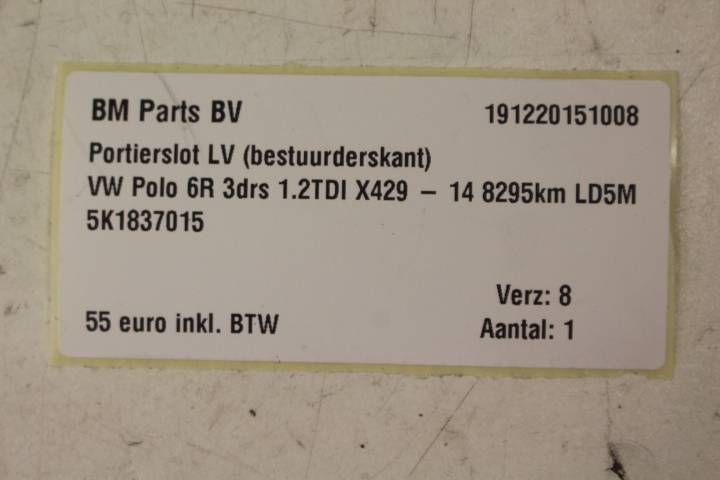 BM Parts BV 191220151008
Portierslot LV (bestuurderskant)
VW Polo 6R 3drs 1.2TDI X429 – 14 8295km LD5M
5K1837015
Verz: 8
55 euro inkl. BTW Aantal: 1